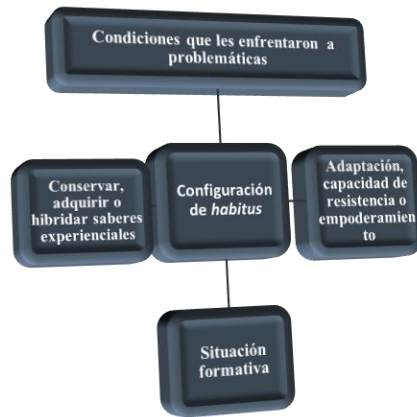 Condiciones que les enfrentaron a
problemáticas
Conservar,
adquirir o
hibridar saberes
experienciales
Configuración
de habitus
Adaptación,
capacidad de
resistencia o
empoderamien
to
Situación
formativa